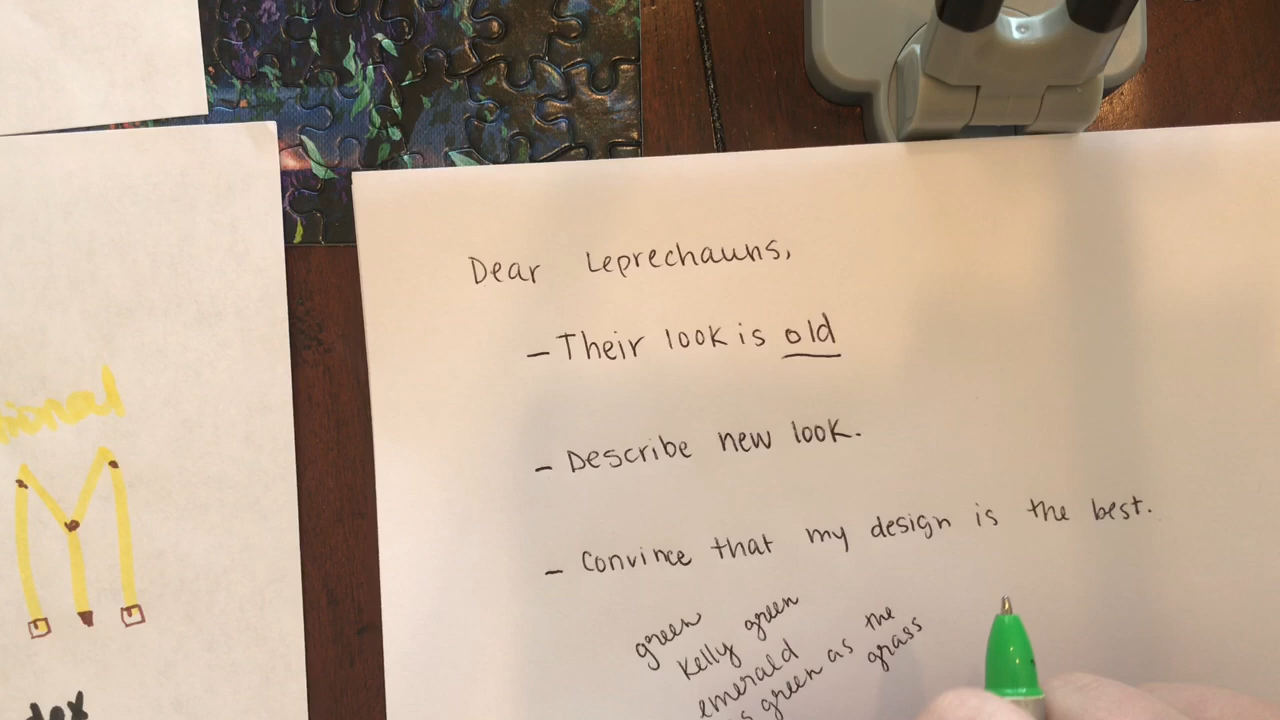 Dear Leprechauns,
- Their look is old
- Describe new look.
- Convince that my design is the best.
green
kelly green
emerald
green as the
grass